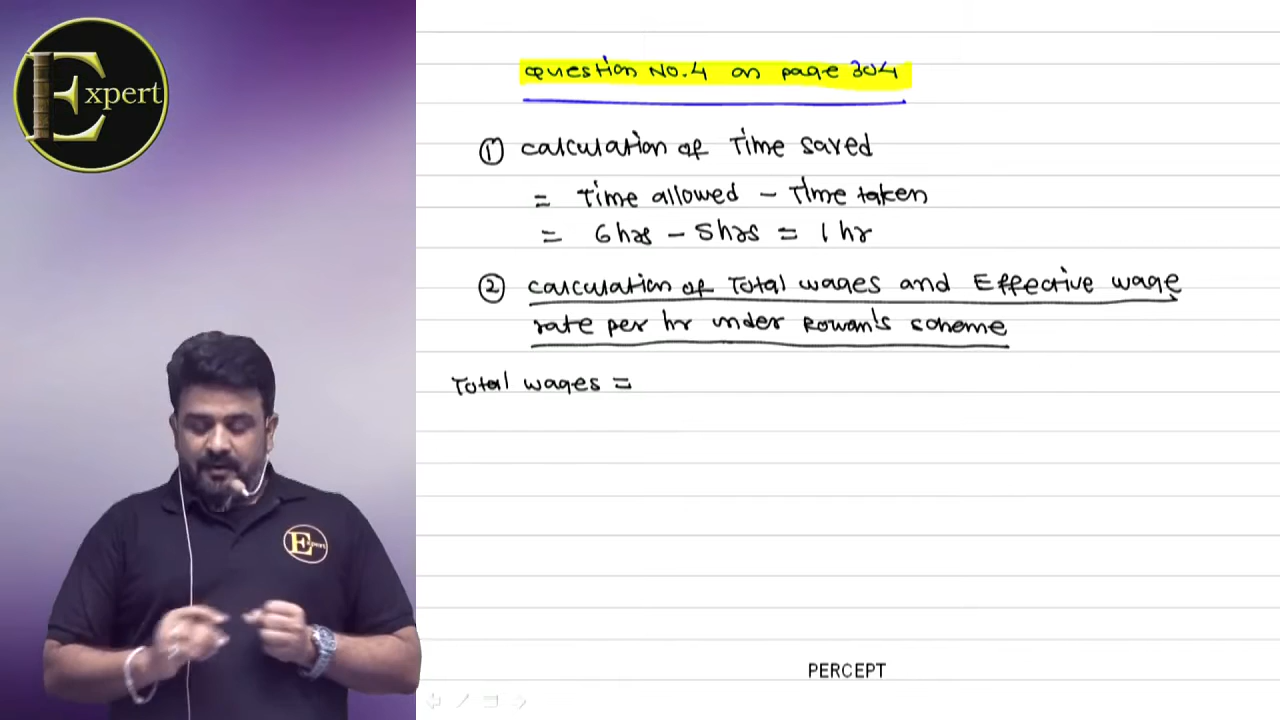 Expert
Question No.4 on page 304
① Calculation of Time saved
= Time allowed - Time taken
= 6hrs - 5hrs = 1 hr
② Calculation of Total wages and Effective wage
rate per hr under Rowan's scheme
Total wages =
Expert
PERCEPT